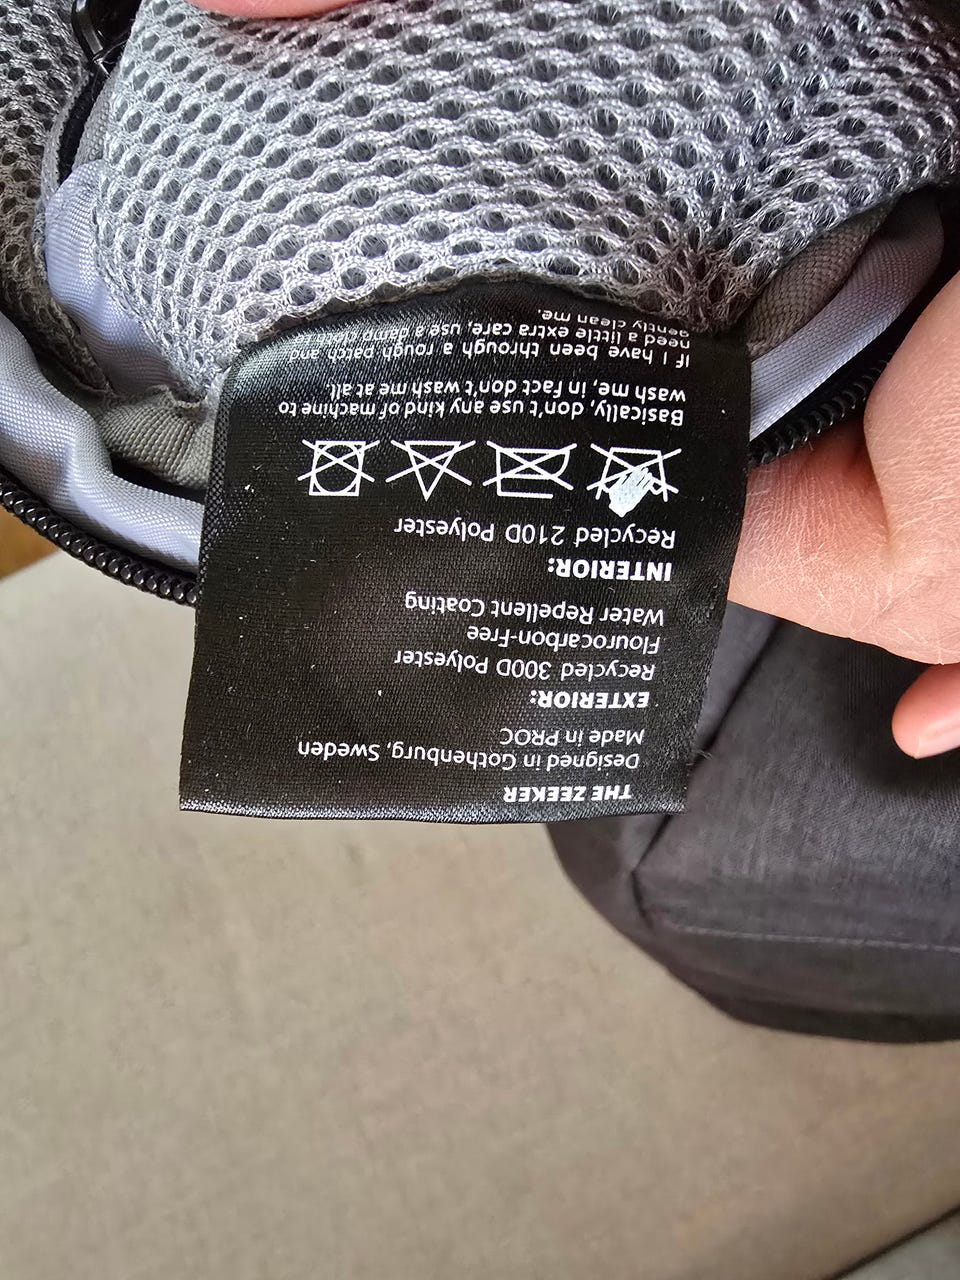 THE ZEEKER
Designed in Gothenburg, Sweden
Made in PROC
EXTERIOR:
Recycled 300D Polyester
Flourocarbon-Free
Water Repellent Coating
INTERIOR:
Recycled 210D Polyester
Basically, don't use any kind of machine to
wash me, in fact don't wash me at all.
If I have been through a rough patch and
need a little extra care, use a damp cloth to
gently clean me.